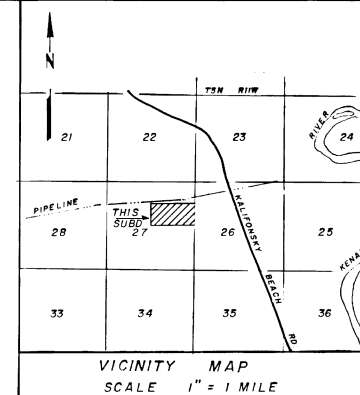 N
T5N R11W
21 22 23 24
RIVER
PIPELINE
THIS
SUBD
KALIFONSKY BEACH RD
28 27 26 25
KENA
33 34 35 36
VICINITY MAP
SCALE 1" = 1 MILE